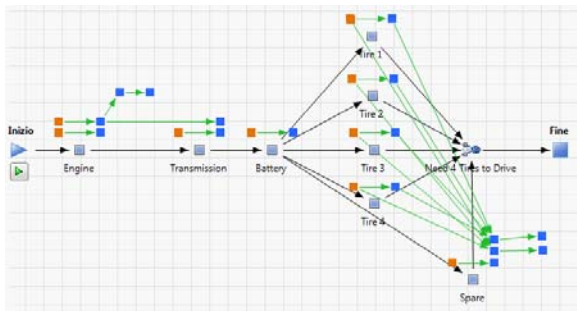 Tire 1
Tire 2
Inizio
Fine
Engine
Transmission
Battery
Tire 3
Need 4 Tires to Drive
Tire 4
Spare